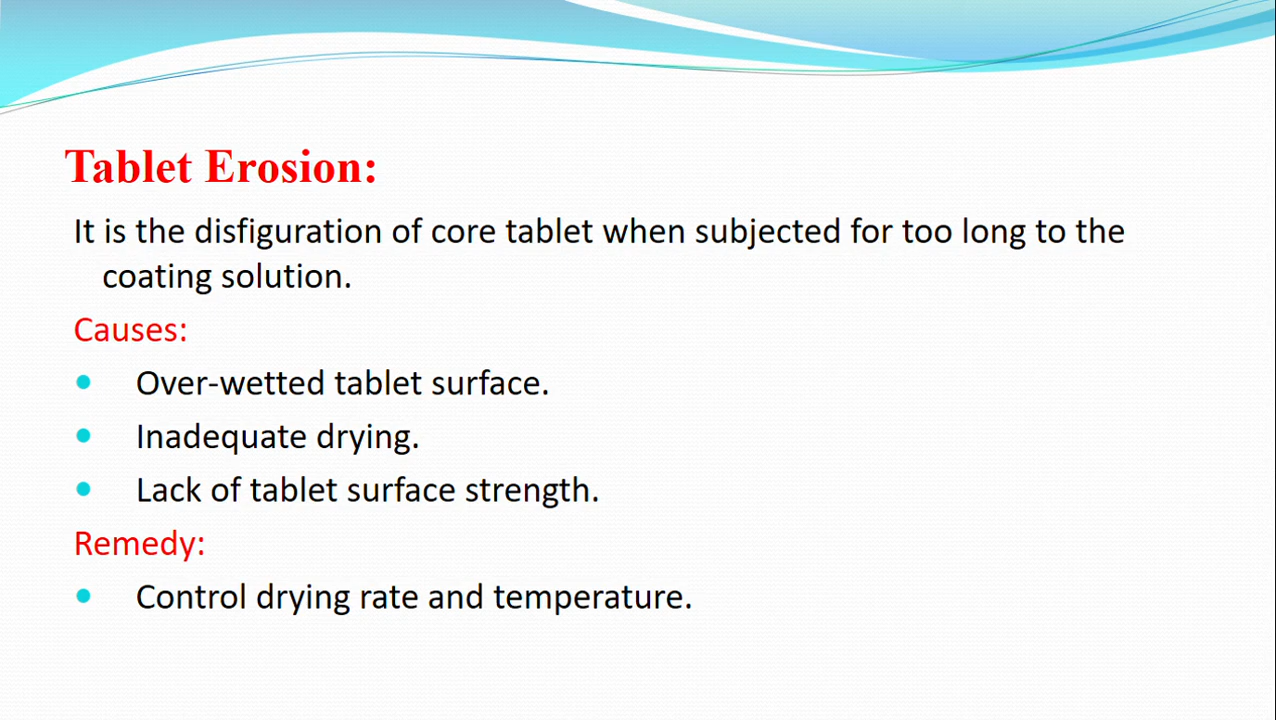 Tablet Erosion:
It is the disfiguration of core tablet when subjected for too long to the
coating solution.
Causes:
• Over-wetted tablet surface.
• Inadequate drying.
• Lack of tablet surface strength.
Remedy:
• Control drying rate and temperature.